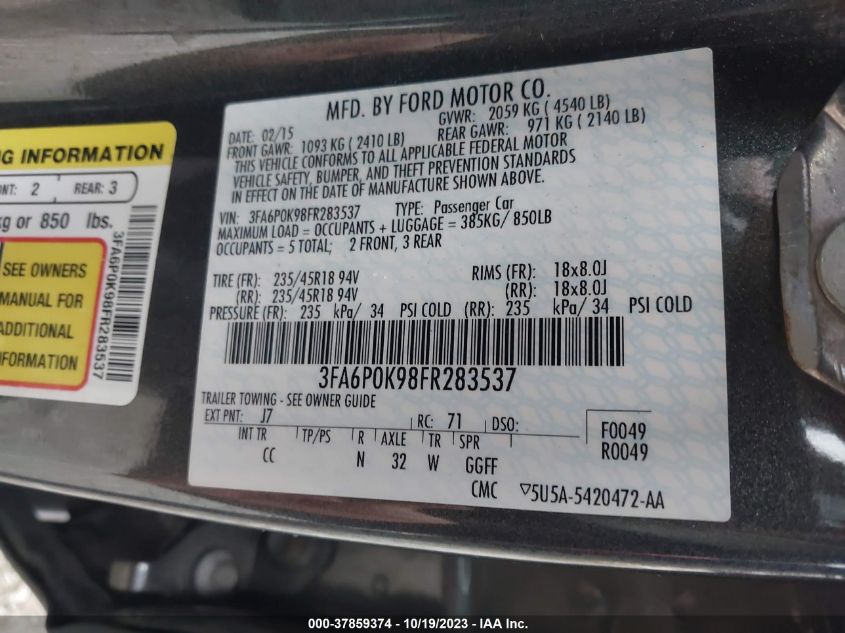 NG INFORMATION
NT: 2 REAR: 3
kg or 850 lbs.
SEE OWNERS
MANUAL FOR
ADDITIONAL
INFORMATION
3FA6P0K98FR283537
MFD. BY FORD MOTOR CO.
DATE: 02/15 GVWR: 2059 KG ( 4540 LB)
FRONT GAWR: 1093 KG ( 2410 LB) REAR GAWR: 971 KG ( 2140 LB)
THIS VEHICLE CONFORMS TO ALL APPLICABLE FEDERAL MOTOR
VEHICLE SAFETY, BUMPER, AND THEFT PREVENTION STANDARDS
IN EFFECT ON THE DATE OF MANUFACTURE SHOWN ABOVE.
VIN: 3FA6P0K98FR283537 TYPE: Passenger Car
MAXIMUM LOAD = OCCUPANTS + LUGGAGE = 385KG/ 850LB
OCCUPANTS = 5 TOTAL; 2 FRONT, 3 REAR
TIRE (FR): 235/45R18 94V RIMS (FR): 18x8.0J
(RR): 235/45R18 94V (RR): 18x8.0J
PRESSURE (FR): 235 kPa/ 34 PSI COLD (RR): 235 kPa/ 34 PSI COLD
3FA6P0K98FR283537
TRAILER TOWING - SEE OWNER GUIDE
EXT PNT: J7 RC: 71 DSO: F0049
INT TR TP/PS R AXLE TR SPR R0049
CC N 32 W GGFF
CMC ▽5U5A-5420472-AA
000-37859374 - 10/19/2023 - IAA Inc.